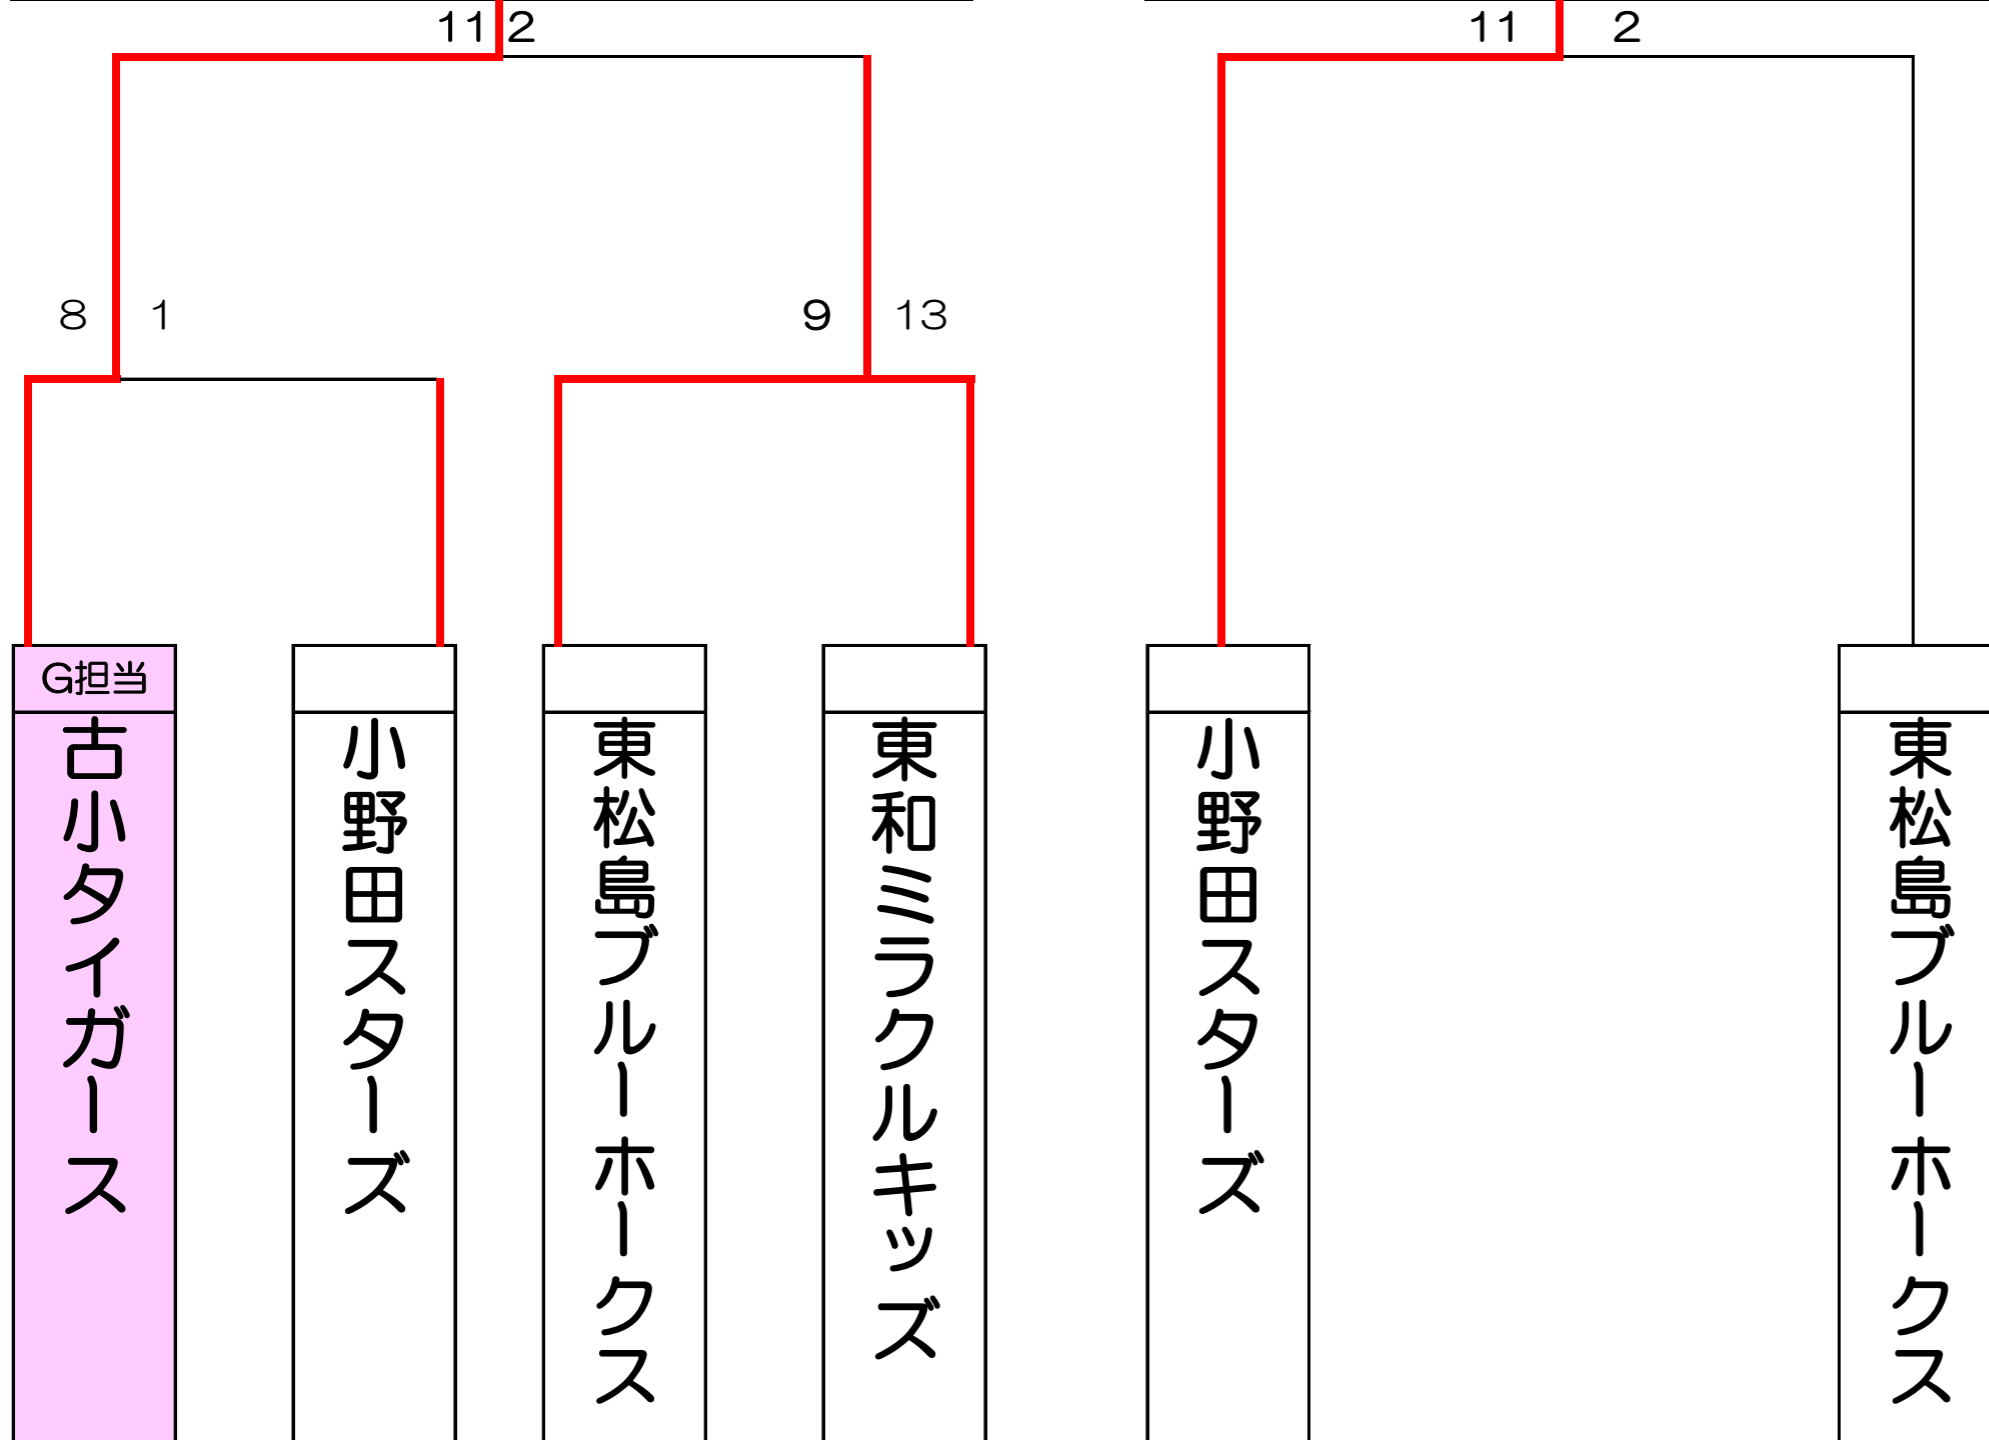 11 2
11 2
8 1
9 13
G担当
古小タイガース
小野田スターズ
東松島ブルーホークス
東和ミラクルキッズ
小野田スターズ
東松島ブルーホークス